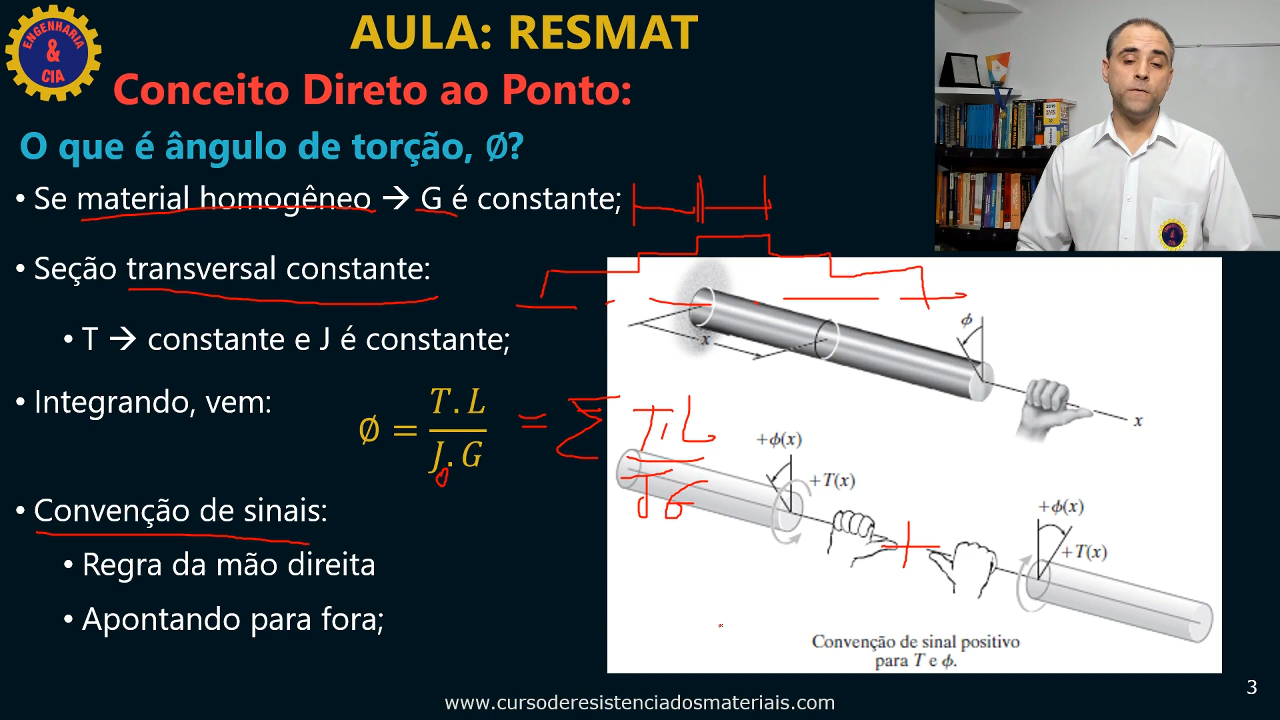 ENGENHARIA
&
CIA
AULA: RESMAT
Conceito Direto ao Ponto:
O que é ângulo de torção, Ø?
• Se material homogêneo → G é constante;
• Seção transversal constante:
• T → constante e J é constante;
• Integrando, vem:
∅ = T.L / J.G = Σ T.L / J G
• Convenção de sinais:
• Regra da mão direita
• Apontando para fora;
ϕ
x
x
+ϕ(x)
+T(x)
+ϕ(x)
+T(x)
+
Convenção de sinal positivo
para T e ϕ.
www.cursoderesistenciadosmateriais.com
3